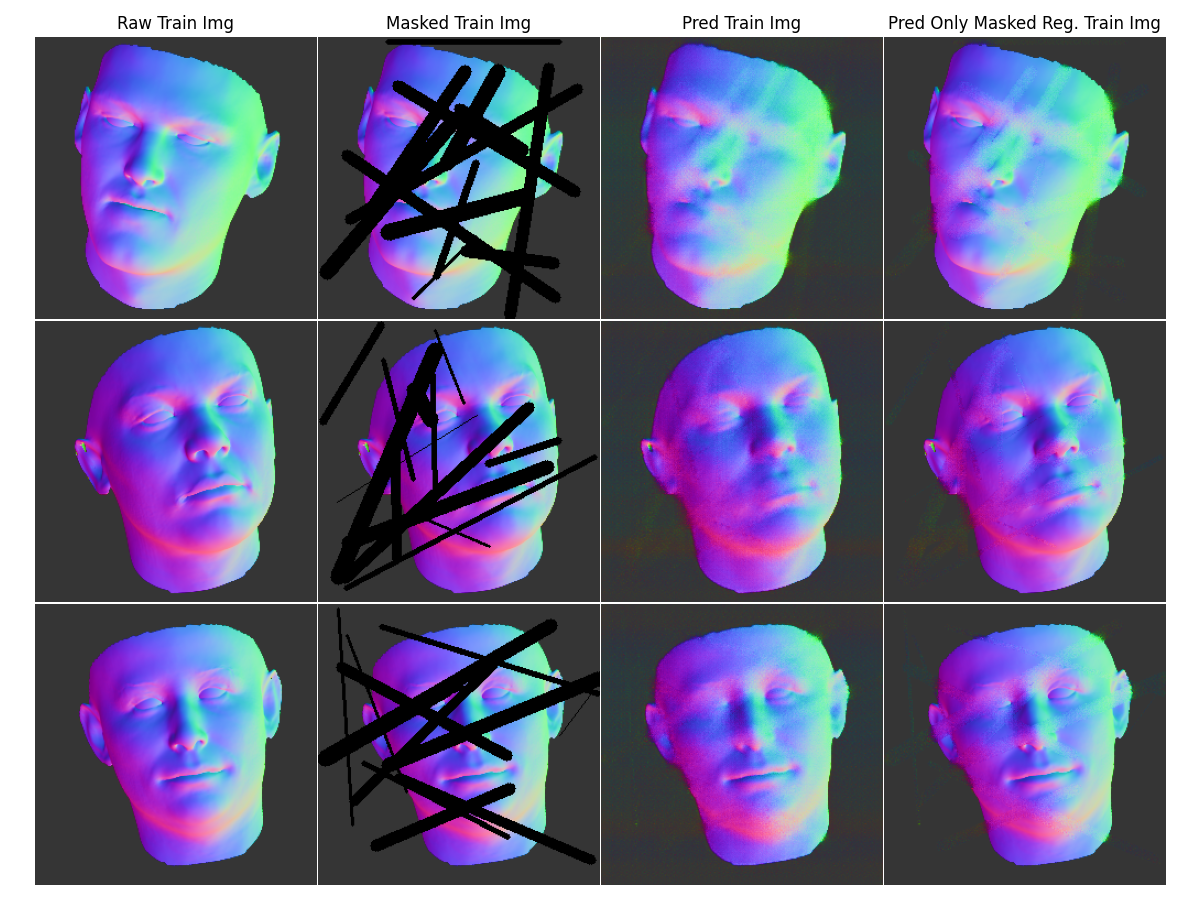 Raw Train Img
Masked Train Img
Pred Train Img
Pred Only Masked Reg. Train Img